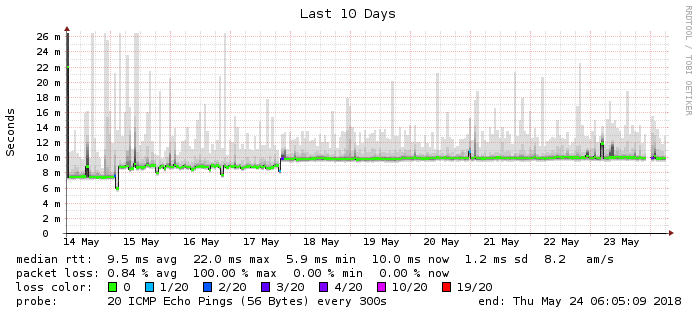 Last 10 Days
RRDTOOL / TOBI OETIKER
Seconds
26 m
24 m
22 m
20 m
18 m
16 m
14 m
12 m
10 m
8 m
6 m
4 m
2 m
0
14 May 15 May 16 May 17 May 18 May 19 May 20 May 21 May 22 May 23 May
median rtt: 9.5 ms avg 22.0 ms max 5.9 ms min 10.0 ms now 1.2 ms sd 8.2 am/s
packet loss: 0.84 % avg 100.00 % max 0.00 % min 0.00 % now
loss color: 0 1/20 2/20 3/20 4/20 10/20 19/20
probe: 20 ICMP Echo Pings (56 Bytes) every 300s end: Thu May 24 06:05:09 2018